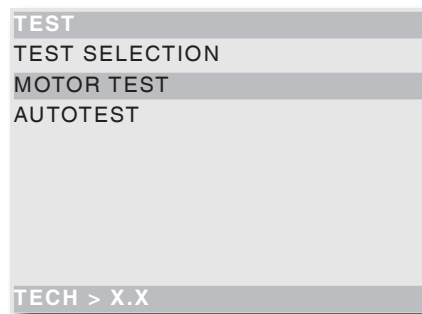 TEST
TEST SELECTION
MOTOR TEST
AUTOTEST
TECH > X.X